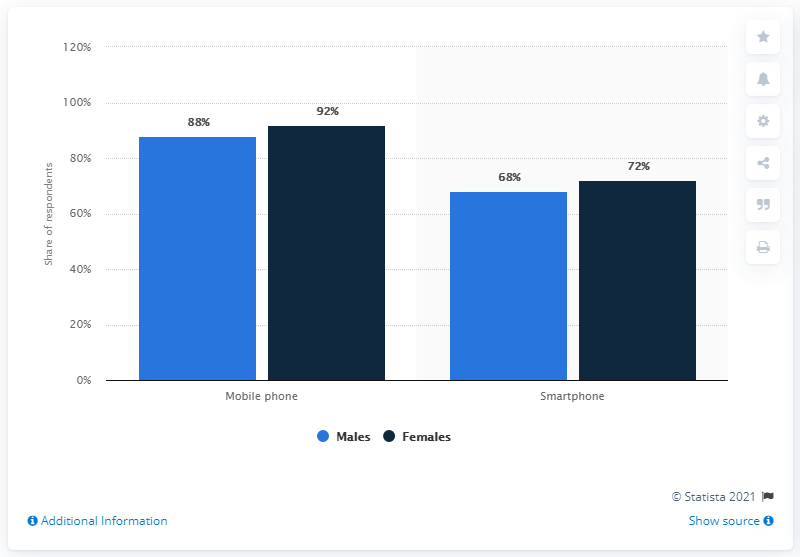 120%
100%
80%
60%
40%
20%
0%
Share of respondents
88%
92%
68%
72%
Mobile phone
Smartphone
Males
Females
© Statista 2021
Additional Information
Show source